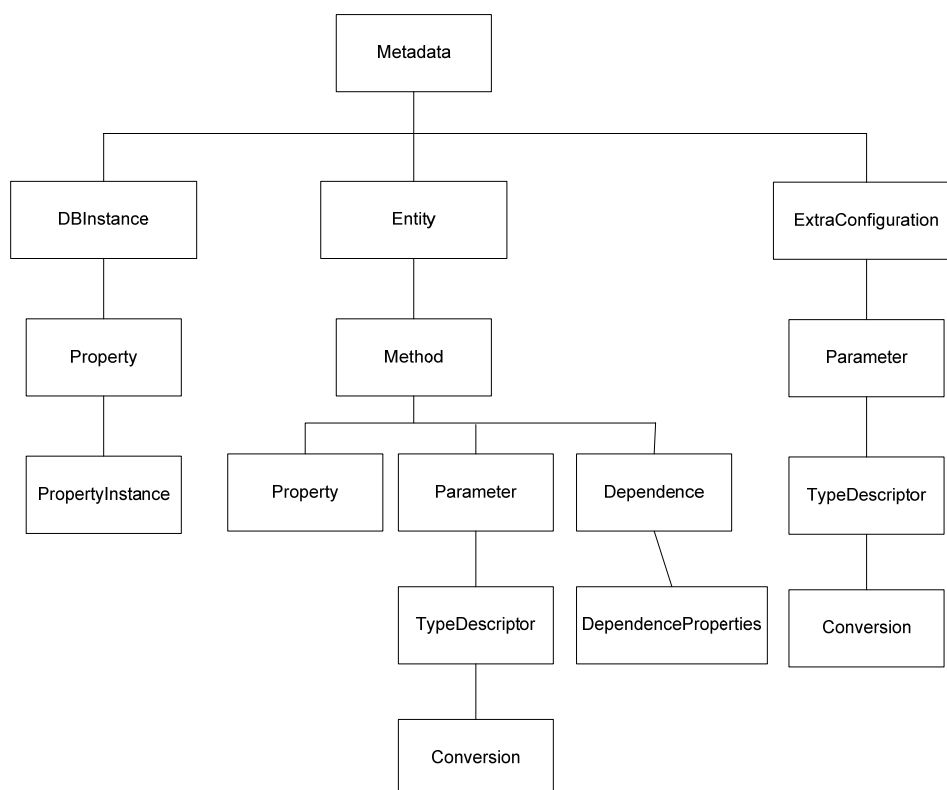 Metadata
DBInstance
Entity
ExtraConfiguration
Property
Method
Parameter
PropertyInstance
Property
Parameter
Dependence
TypeDescriptor
TypeDescriptor
DependenceProperties
Conversion
Conversion